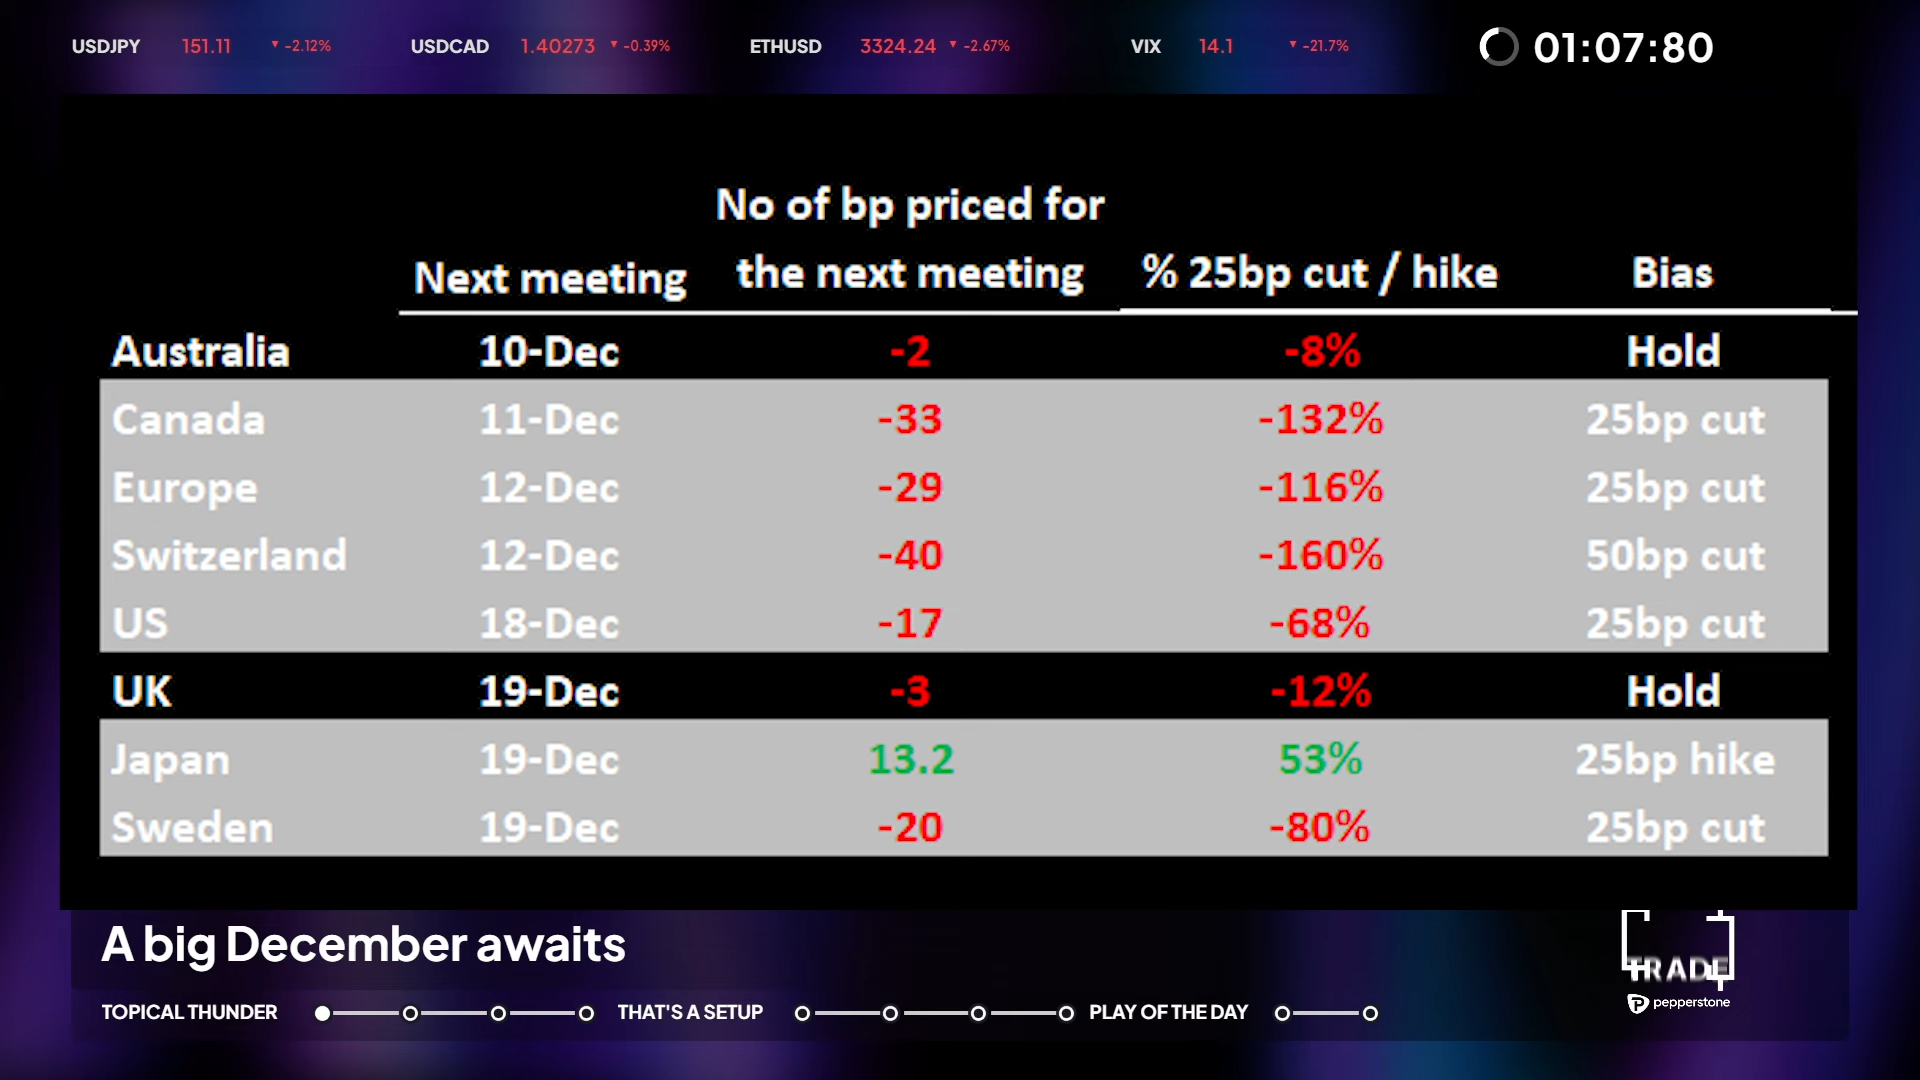 USDJPY 151.11 ▼ -2.12% USDCAD 1.40273 ▼ -0.39% ETHUSD 3324.24 ▼ -2.67% VIX 14.1 ▼ -21.7% 01:07:80
No of bp priced for
Next meeting the next meeting % 25bp cut / hike Bias
Australia 10-Dec -2 -8% Hold
Canada 11-Dec -33 -132% 25bp cut
Europe 12-Dec -29 -116% 25bp cut
Switzerland 12-Dec -40 -160% 50bp cut
US 18-Dec -17 -68% 25bp cut
UK 19-Dec -3 -12% Hold
Japan 19-Dec 13.2 53% 25bp hike
Sweden 19-Dec -20 -80% 25bp cut
A big December awaits
TRADE
pepperstone
TOPICAL THUNDER THAT'S A SETUP PLAY OF THE DAY